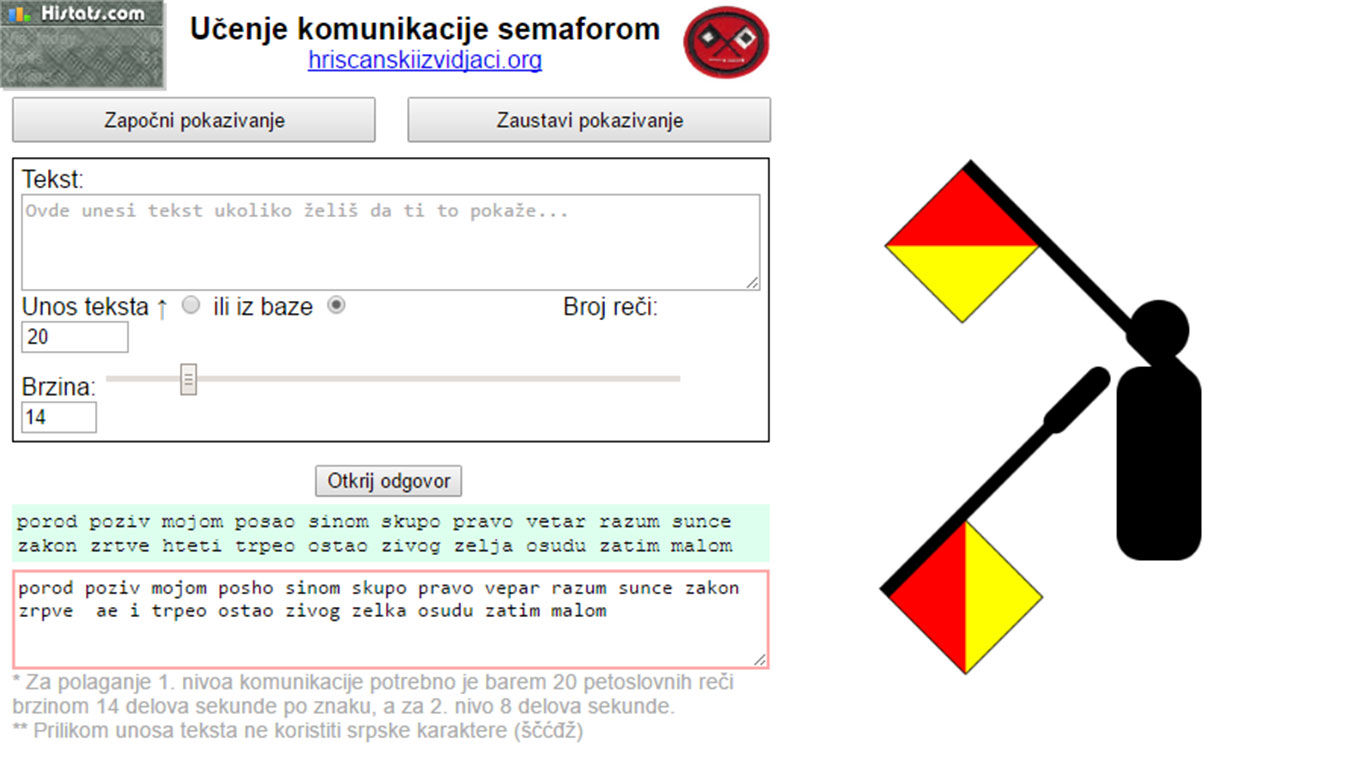 Histats.com
Učenje komunikacije semaforom
hriscanskiizvidjaci.org
Započni pokazivanje
Zaustavi pokazivanje
Tekst:
Ovde unesi tekst ukoliko želiš da ti to pokaže...
Unos teksta ↑ ili iz baze Broj reči:
20
Brzina:
14
Otkrij odgovor
porod poziv mojom posao sinom skupo pravo vetar razum sunce
zakon zrtve hteti trpeo ostao zivog zelja osudu zatim malom
porod poziv mojom posho sinom skupo pravo vepar razum sunce zakon
zrpve ae i trpeo ostao zivog zelka osudu zatim malom
* Za polaganje 1. nivoa komunikacije potrebno je barem 20 petoslovnih reči
brzinom 14 delova sekunde po znaku, a za 2. nivo 8 delova sekunde.
** Prilikom unosa teksta ne koristiti srpske karaktere (ščćđž)